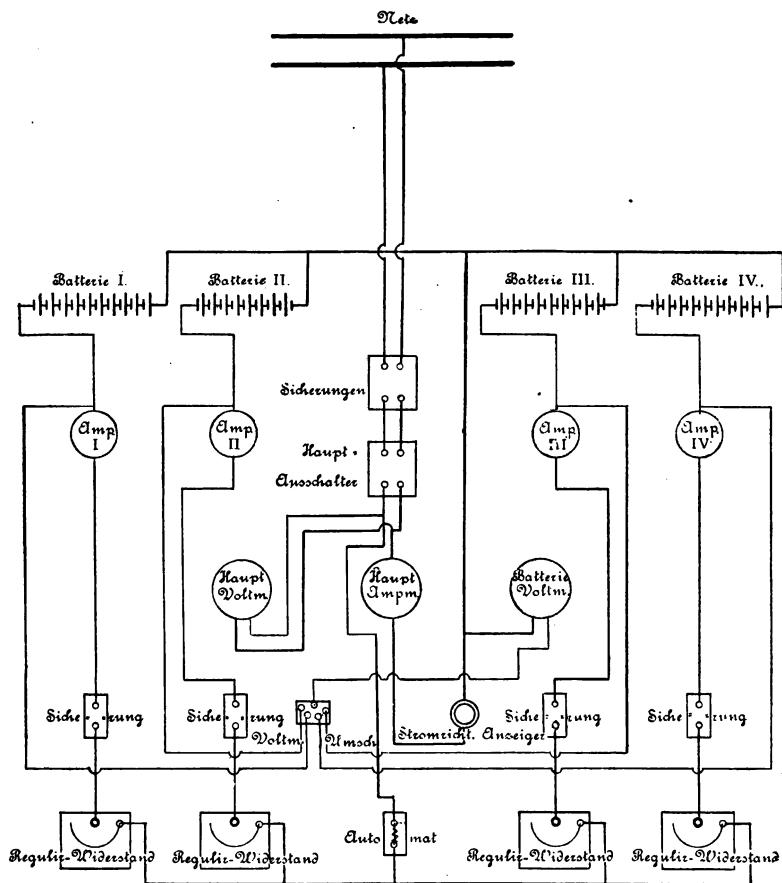 Netz
Batterie I.
Batterie II.
Batterie III.
Batterie IV.
Sicherungen
Amp. I
Amp. II
Haupt-
Ausschalter
Amp. III
Amp. IV.
Haupt Voltm.
Haupt Ampm.
Batterie Voltm.
Sicherung
Sicherung
Voltm. Umsch.
Stromricht. Anzeiger
Sicherung
Sicherung
Regulir-Widerstand
Regulir-Widerstand
Automat
Regulir-Widerstand
Regulir-Widerstand